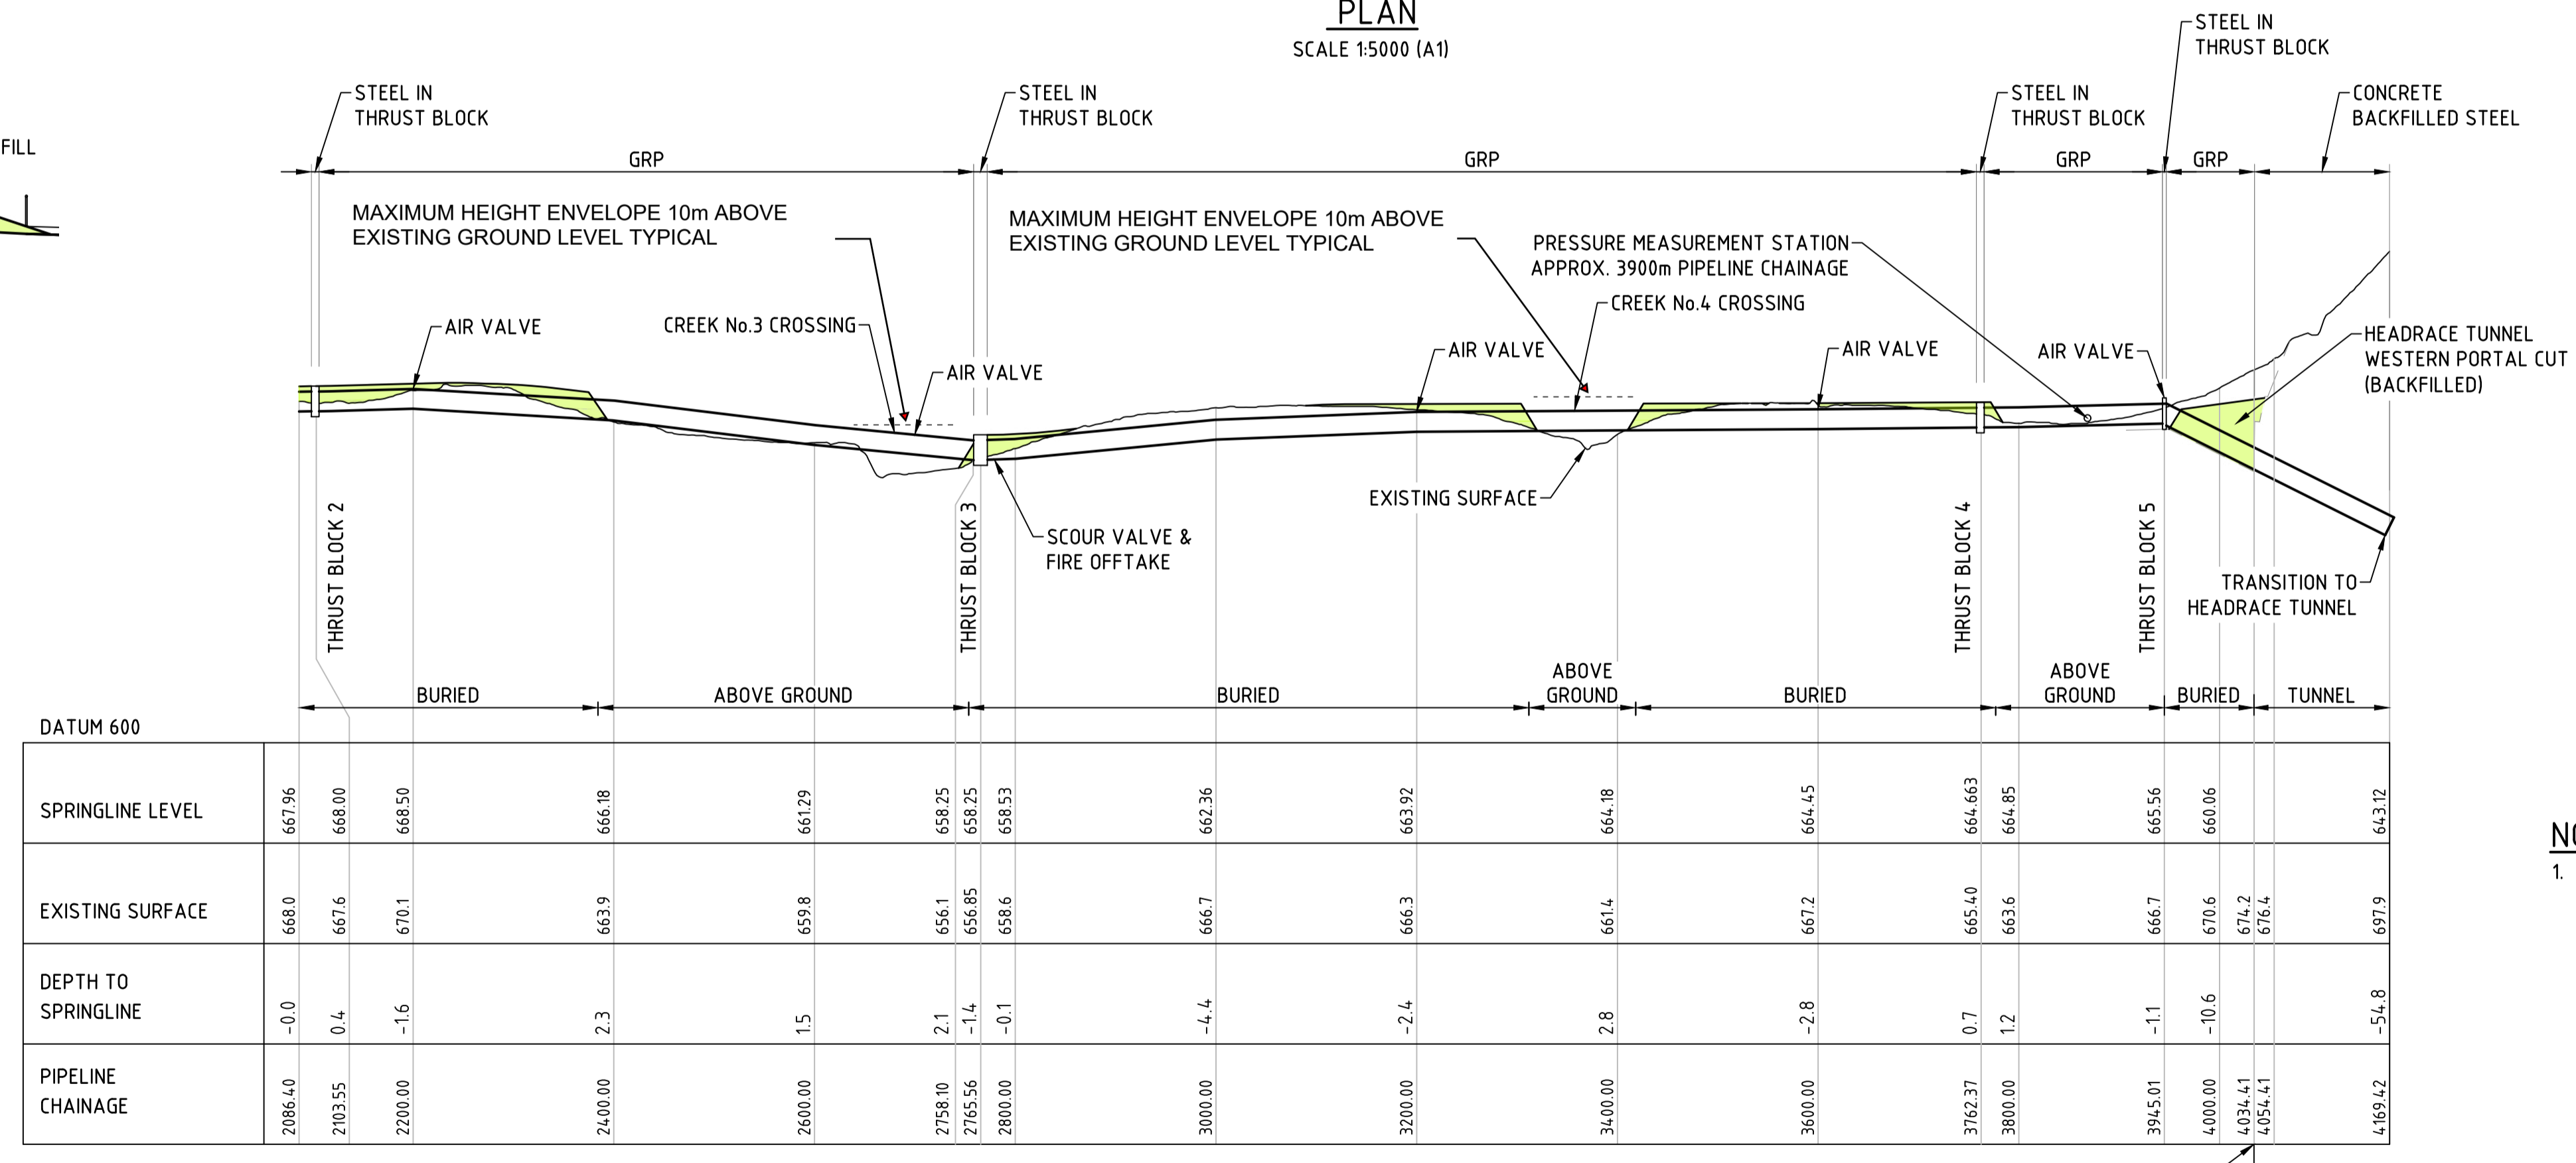 PLAN
SCALE 1:5000 (A1)
STEEL IN
THRUST BLOCK
STEEL IN
THRUST BLOCK
STEEL IN
THRUST BLOCK
STEEL IN
THRUST BLOCK
CONCRETE
BACKFILLED STEEL
FILL
GRP
GRP
GRP
GRP
MAXIMUM HEIGHT ENVELOPE 10m ABOVE
EXISTING GROUND LEVEL TYPICAL
MAXIMUM HEIGHT ENVELOPE 10m ABOVE
EXISTING GROUND LEVEL TYPICAL
PRESSURE MEASUREMENT STATION
APPROX. 3900m PIPELINE CHAINAGE
CREEK No.4 CROSSING
AIR VALVE
CREEK No.3 CROSSING
AIR VALVE
AIR VALVE
AIR VALVE
AIR VALVE
HEADRACE TUNNEL
WESTERN PORTAL CUT
(BACKFILLED)
EXISTING SURFACE
SCOUR VALVE &
FIRE OFFTAKE
TRANSITION TO
HEADRACE TUNNEL
THRUST BLOCK 2
THRUST BLOCK 3
THRUST BLOCK 4
THRUST BLOCK 5
BURIED
ABOVE GROUND
BURIED
ABOVE
GROUND
BURIED
ABOVE
GROUND
BURIED
TUNNEL
DATUM 600
SPRINGLINE LEVEL
667.96 668.00 668.50 666.18 661.29 658.25 658.25 658.53 662.36 663.92 664.18 664.45 664.663 664.85 665.56 660.06 643.12
EXISTING SURFACE
668.0 667.6 670.1 663.9 659.8 656.1 656.85 658.6 666.7 666.3 661.4 667.2 665.40 663.6 666.7 670.6 674.2 676.4 697.9
DEPTH TO
SPRINGLINE
-0.0 0.4 -1.6 2.3 1.5 2.1 -1.4 -0.1 -4.4 -2.4 2.8 -2.8 0.7 1.2 -1.1 -10.6 -54.8
PIPELINE
CHAINAGE
2086.40 2103.55 2200.00 2400.00 2600.00 2758.10 2765.56 2800.00 3000.00 3200.00 3400.00 3600.00 3762.37 3800.00 3945.01 4000.00 4034.41 4054.41 4169.42
1.